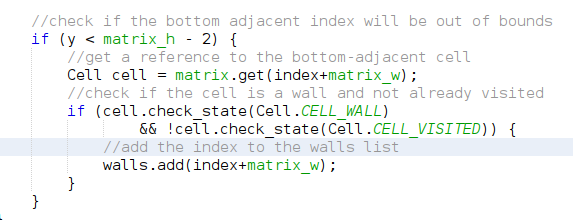 //check if the bottom adjacent index will be out of bounds
if (y < matrix_h - 2) {
//get a reference to the bottom-adjacent cell
Cell cell = matrix.get(index+matrix_w);
//check if the cell is a wall and not already visited
if (cell.check_state(Cell.CELL_WALL)
&& !cell.check_state(Cell.CELL_VISITED)) {
//add the index to the walls list
walls.add(index+matrix_w);
}
}